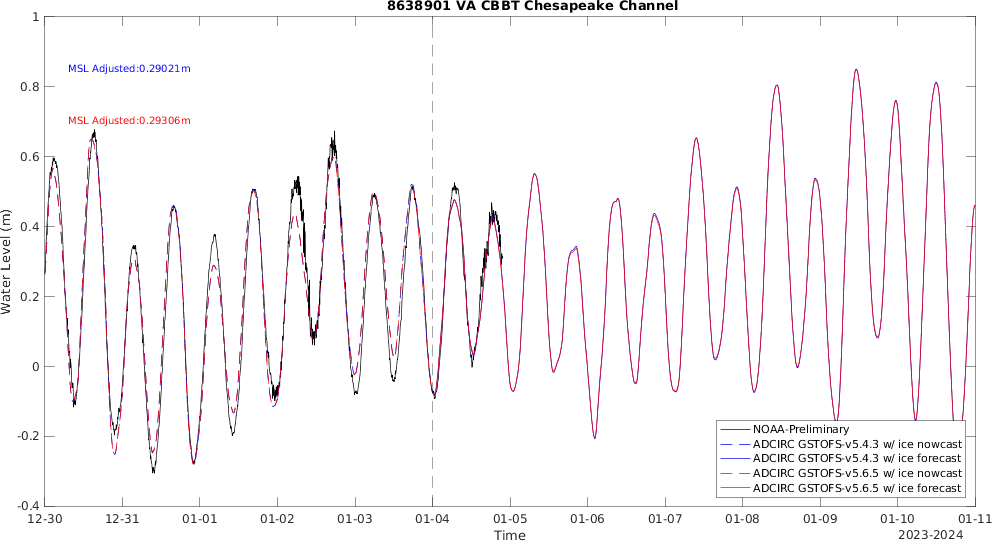 8638901 VA CBBT Chesapeake Channel
MSL Adjusted:0.29021m
MSL Adjusted:0.29306m
Water Level (m)
1
0.8
0.6
0.4
0.2
0
-0.2
-0.4
NOAA-Preliminary
ADCIRC GSTOFS-v5.4.3 w/ ice nowcast
ADCIRC GSTOFS-v5.4.3 w/ ice forecast
ADCIRC GSTOFS-v5.6.5 w/ ice nowcast
ADCIRC GSTOFS-v5.6.5 w/ ice forecast
12-30 12-31 01-01 01-02 01-03 01-04 01-05 01-06 01-07 01-08 01-09 01-10 01-11
Time
2023-2024